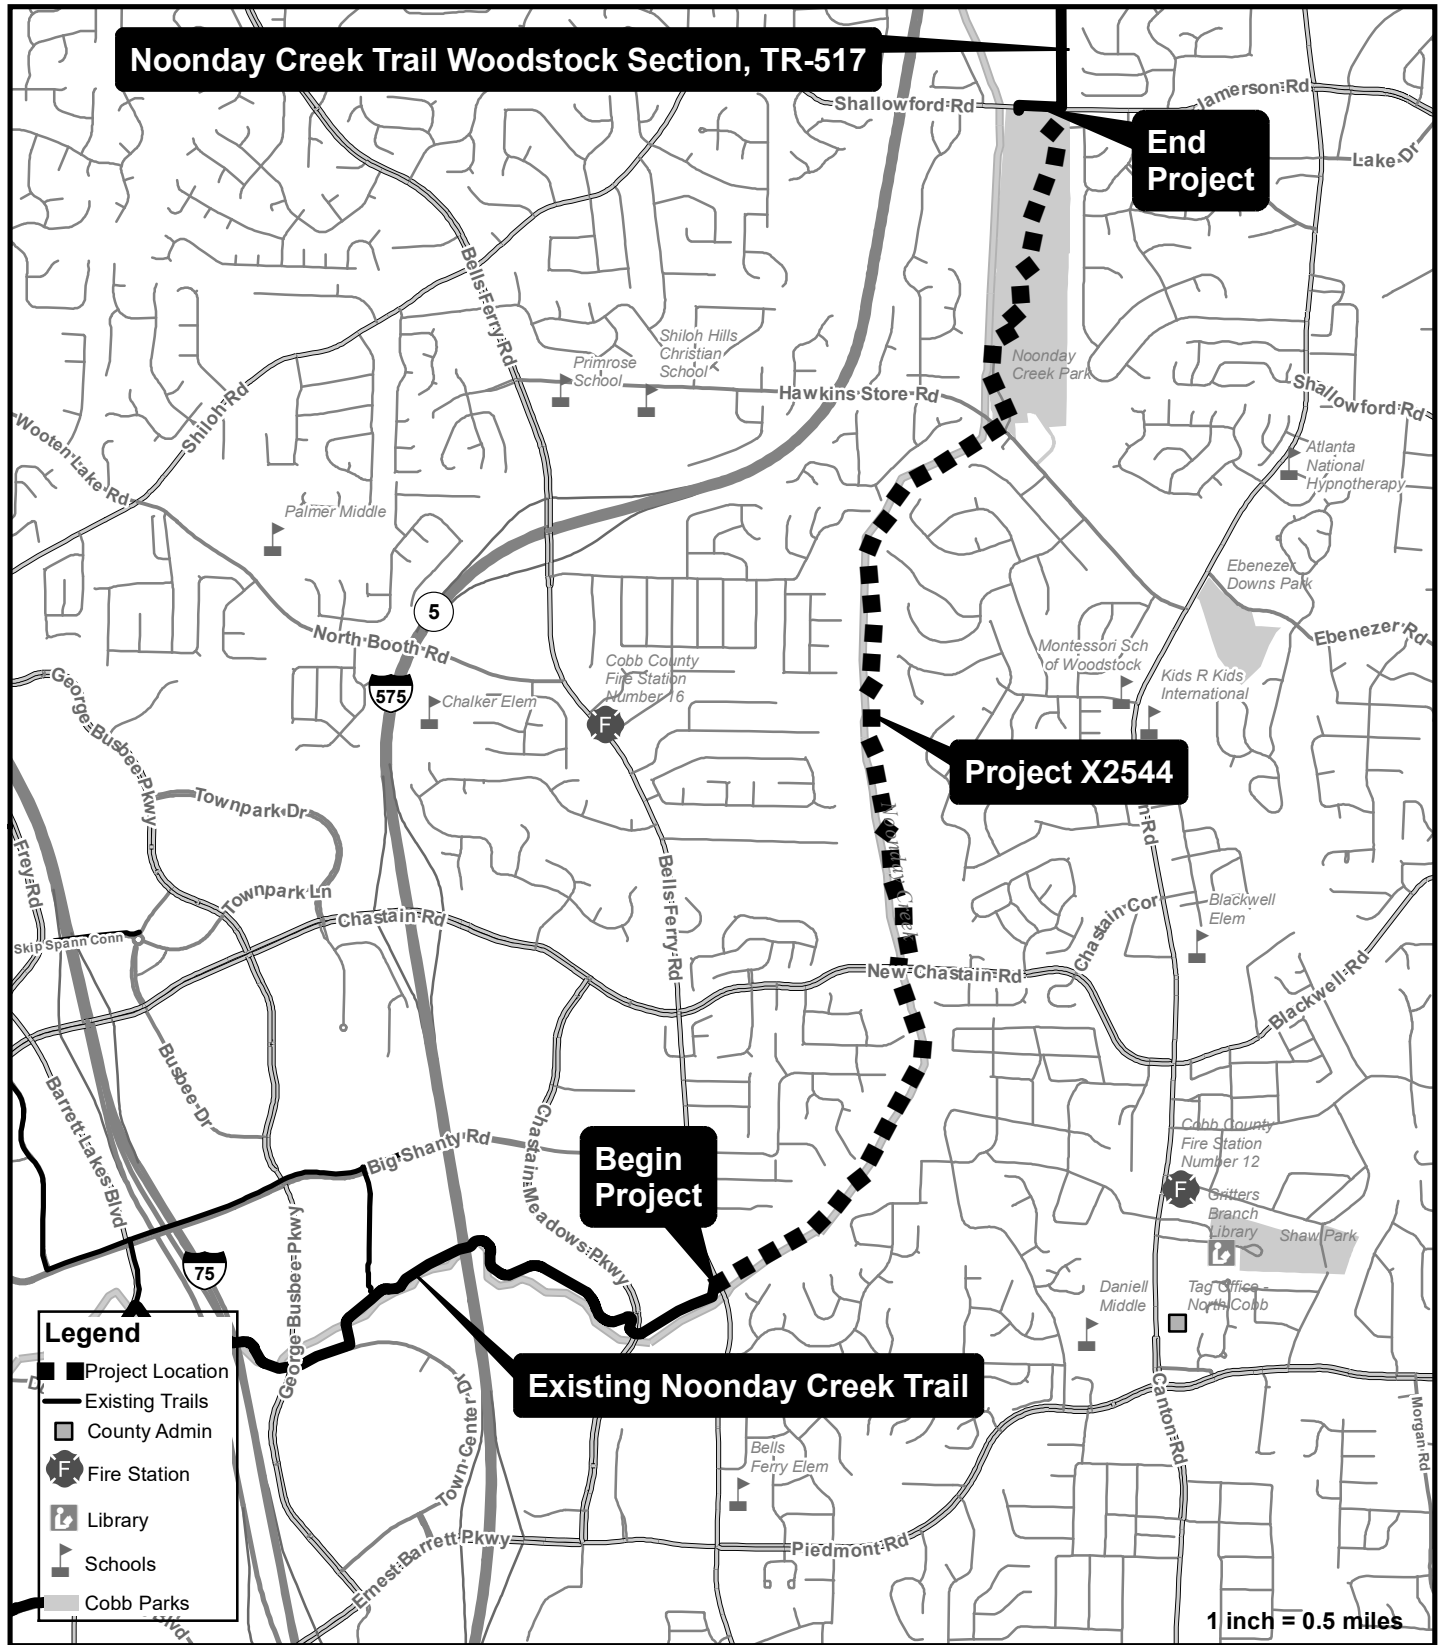 Noonday Creek Trail Woodstock Section, TR-517
Shallowford Rd
Jamerson Rd
End
Project
Lake Dr
Bells Ferry Rd
Shiloh Hills
Christian
School
Primrose
School
Noonday
Creek Park
Hawkins Store Rd
Shallowford Rd
Shiloh Rd
Wooten Lake Rd
Atlanta
National
Hypnotherapy
Palmer Middle
Ebenezer
Downs Park
5
North Booth Rd
Ebenezer Rd
Montessori Sch
of Woodstock
Cobb County
Fire Station
Number 16
Kids R Kids
International
George Busbee Pkwy
575
Chalker Elem
F
Project X2544
Townpark Dr
n Rd
Noonday Creek
Frey Rd
Bells Ferry Rd
Townpark Ln
Chastain Rd
Chastain Cor
Blackwell
Elem
Skip Spann Conn
New Chastain Rd
Blackwell Rd
Busbee Dr
Barrett Lakes Blvd
Chastain Meadows Pkwy
Big Shanty Rd
Begin
Project
Cobb County
Fire Station
Number 12
F
Gritters
Branch
Library
Shaw Park
George Busbee Pkwy
75
Daniell
Middle
Tag Office -
North Cobb
Existing Noonday Creek Trail
Town Center Dr
Canton Rd
Morgan Rd
Bells
Ferry Elem
Ernest Barrett Pkwy
Piedmont Rd
Legend
Project Location
Existing Trails
County Admin
F
Fire Station
Library
Schools
Cobb Parks
lvd
1 inch = 0.5 miles